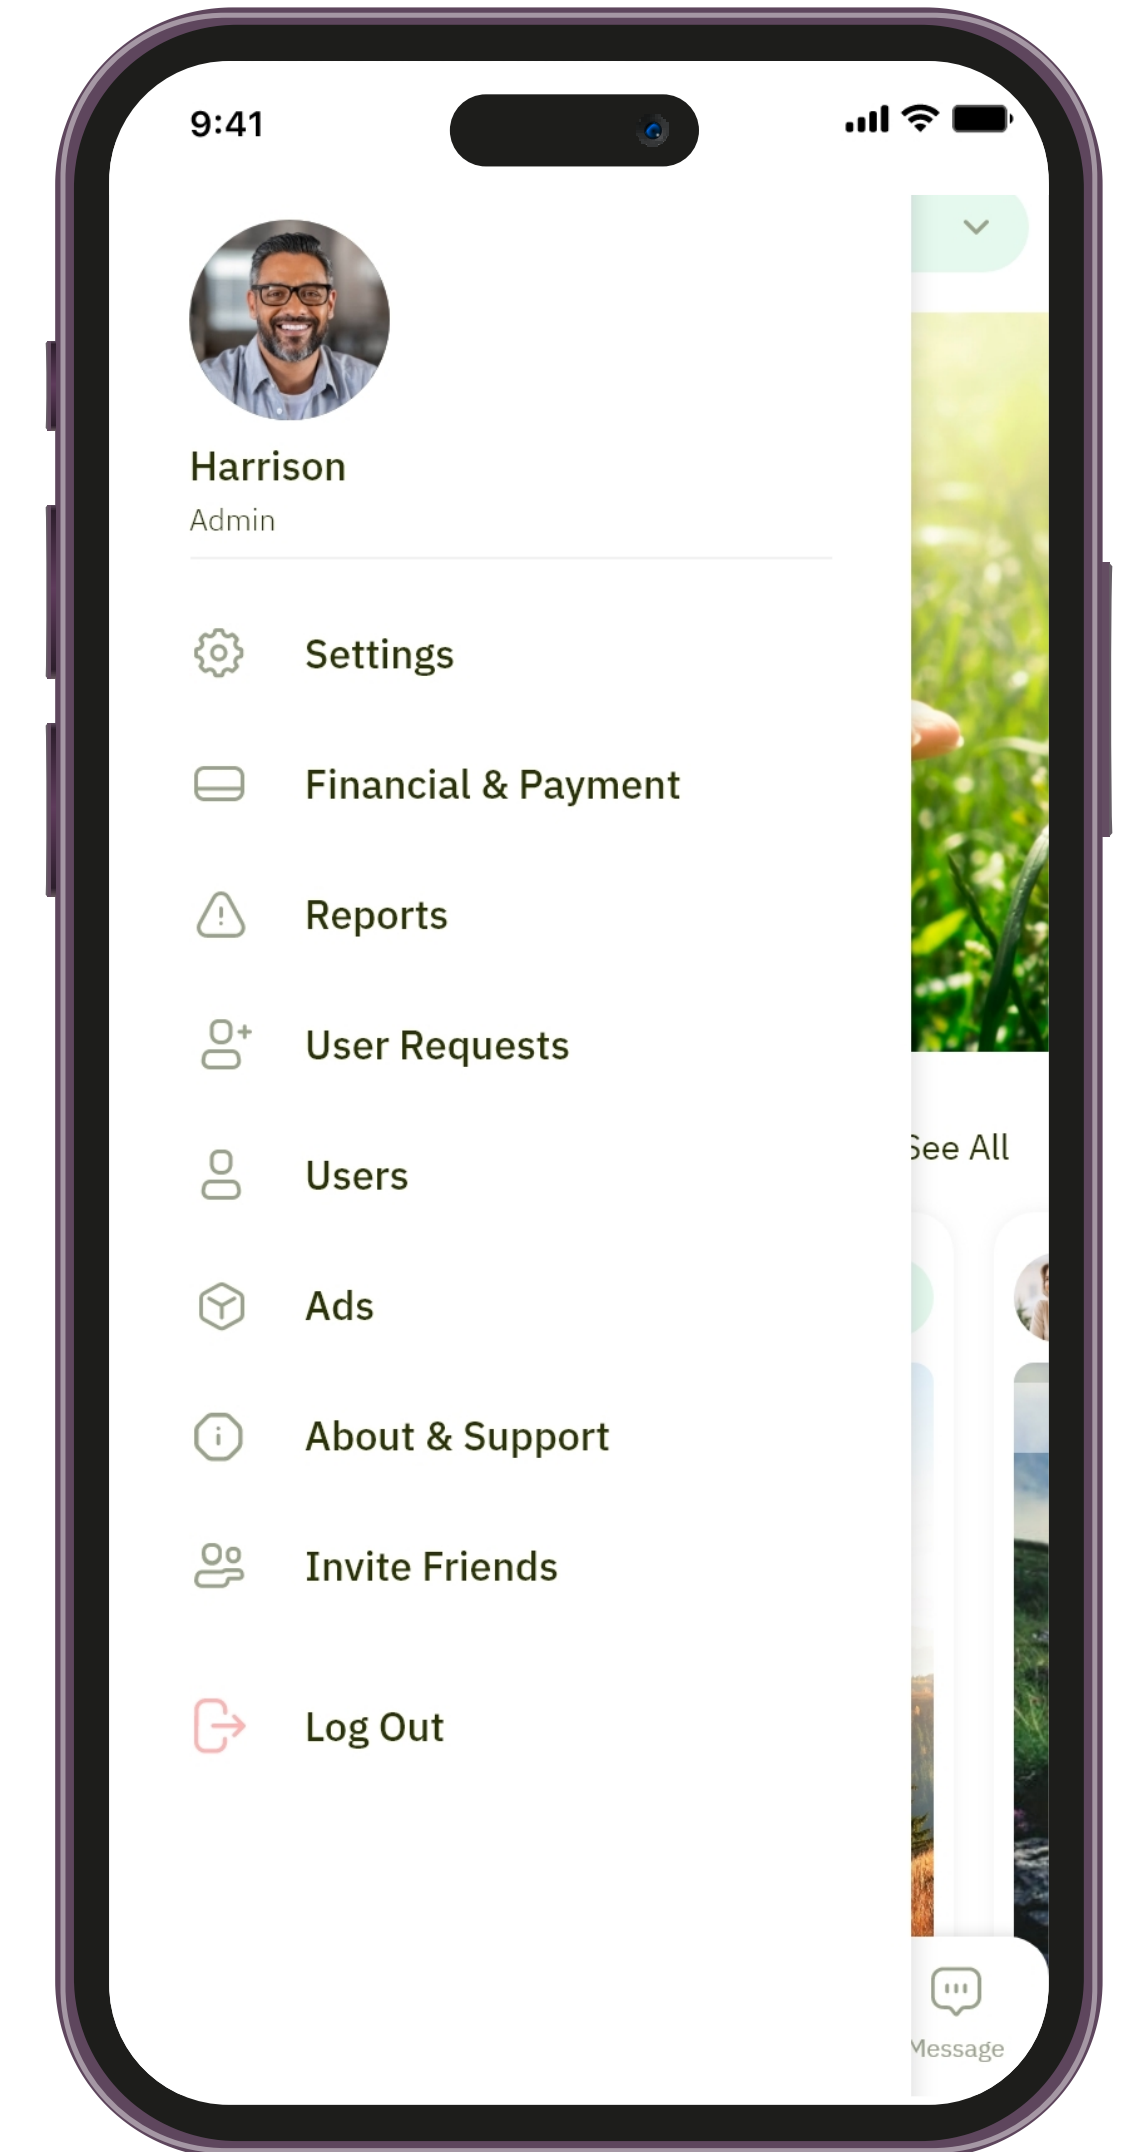 9:41
Harrison
Admin
Settings
Financial & Payment
Reports
User Requests
Users
See All
Ads
About & Support
Invite Friends
Log Out
Message